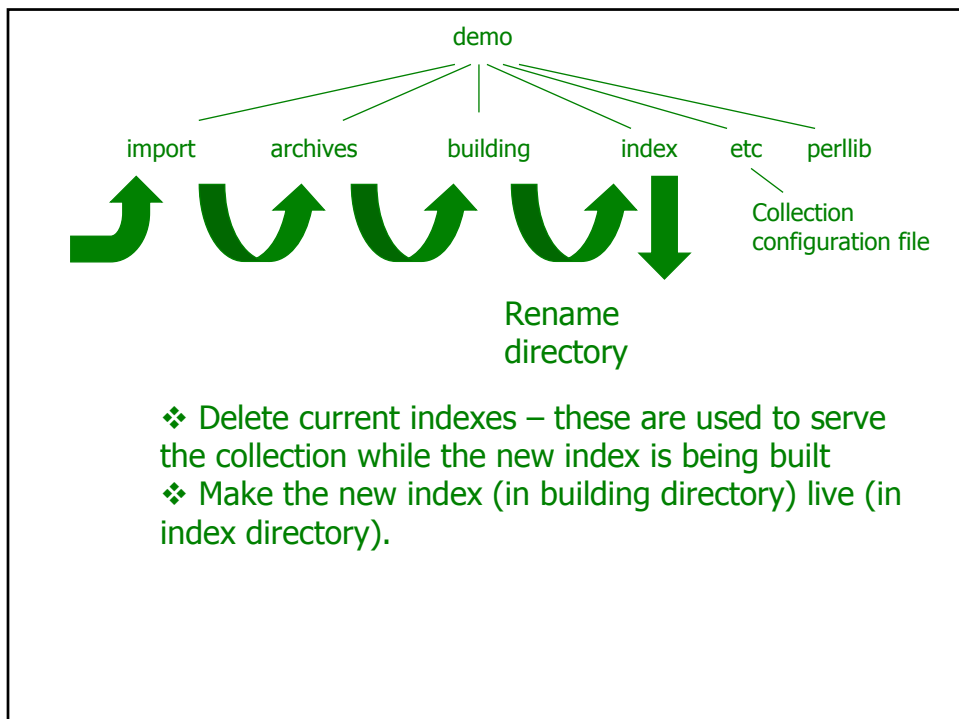 demo
import archives building index etc perllib
Collection
configuration file
Rename
directory
❖ Delete current indexes – these are used to serve
the collection while the new index is being built
❖ Make the new index (in building directory) live (in
index directory).